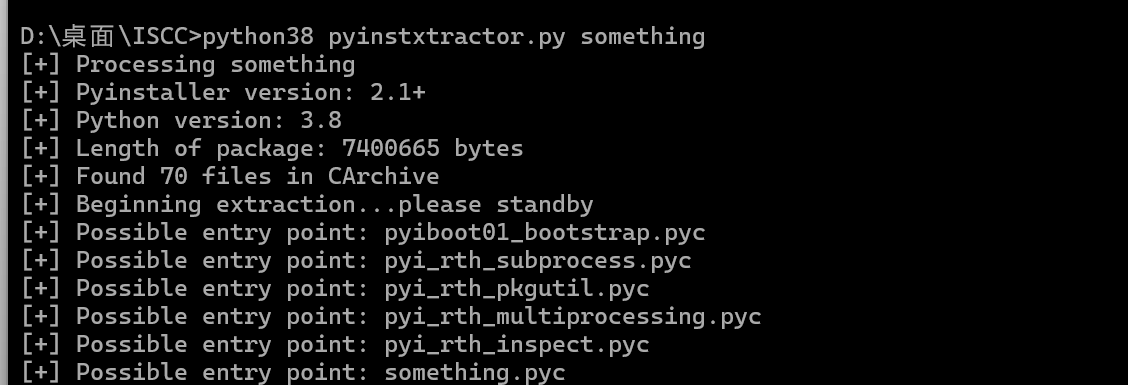 D:\桌面\ISCC>python38 pyinstxtractor.py something
[+] Processing something
[+] Pyinstaller version: 2.1+
[+] Python version: 3.8
[+] Length of package: 7400665 bytes
[+] Found 70 files in CArchive
[+] Beginning extraction...please standby
[+] Possible entry point: pyiboot01_bootstrap.pyc
[+] Possible entry point: pyi_rth_subprocess.pyc
[+] Possible entry point: pyi_rth_pkgutil.pyc
[+] Possible entry point: pyi_rth_multiprocessing.pyc
[+] Possible entry point: pyi_rth_inspect.pyc
[+] Possible entry point: something.pyc